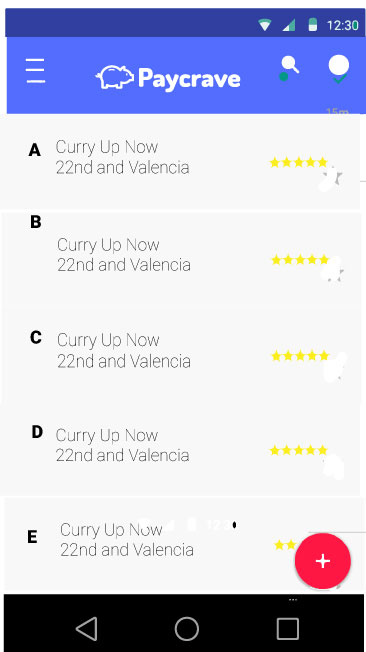 12:30
Paycrave
15m
A
Curry Up Now
22nd and Valencia
B
Curry Up Now
22nd and Valencia
C
Curry Up Now
22nd and Valencia
D
Curry Up Now
22nd and Valencia
E
Curry Up Now
22nd and Valencia
+
...